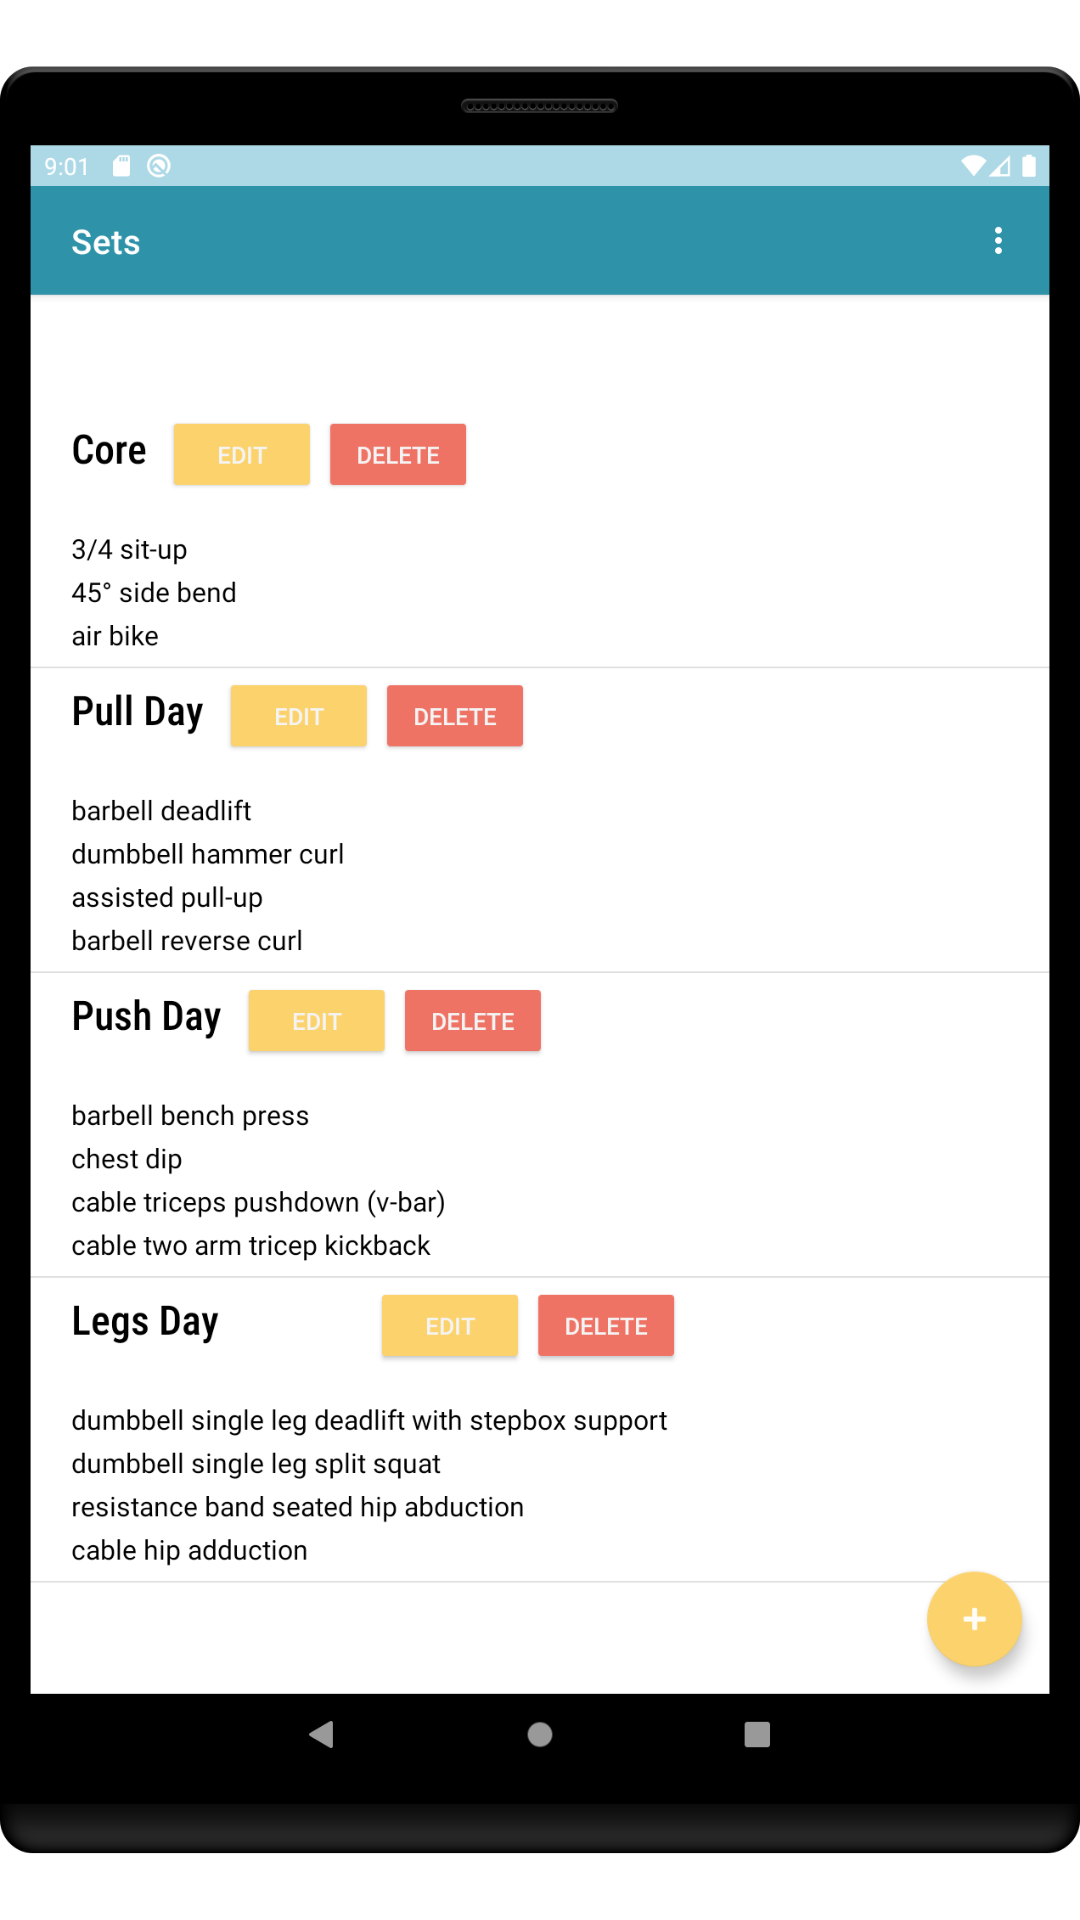 9:01
Sets
Core EDIT DELETE
3/4 sit-up
45° side bend
air bike
Pull Day EDIT DELETE
barbell deadlift
dumbbell hammer curl
assisted pull-up
barbell reverse curl
Push Day EDIT DELETE
barbell bench press
chest dip
cable triceps pushdown (v-bar)
cable two arm tricep kickback
Legs Day EDIT DELETE
dumbbell single leg deadlift with stepbox support
dumbbell single leg split squat
resistance band seated hip abduction
cable hip adduction
+